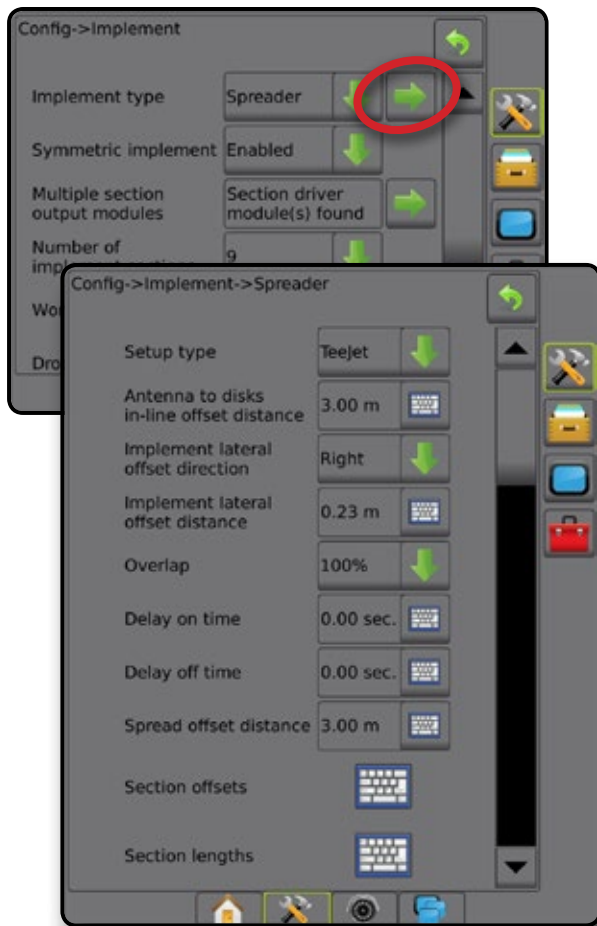 Config->Implement
Implement type Spreader
Symmetric implement Enabled
Multiple section Section driver
output modules module(s) found
Number of 9
Config->Implement->Spreader
Setup type TeeJet
Antenna to disks
in-line offset distance 3.00 m
Implement lateral
offset direction Right
Implement lateral
offset distance 0.23 m
Overlap 100%
Delay on time 0.00 sec.
Delay off time 0.00 sec.
Spread offset distance 3.00 m
Section offsets
Section lengths